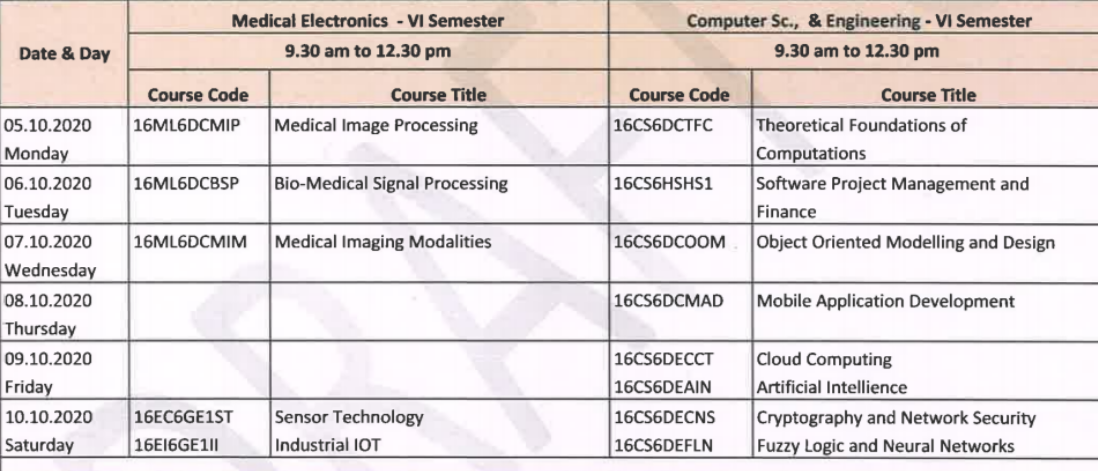 Date & Day
Medical Electronics - VI Semester
Computer Sc., & Engineering - VI Semester
9.30 am to 12.30 pm
9.30 am to 12.30 pm
Course Code
Course Title
Course Code
Course Title
05.10.2020
Monday
16ML6DCMIP
Medical Image Processing
16CS6DCTFC
Theoretical Foundations of
Computations
06.10.2020
Tuesday
16ML6DCBSP
Bio-Medical Signal Processing
16CS6HSHS1
Software Project Management and
Finance
07.10.2020
Wednesday
16ML6DCMIM
Medical Imaging Modalities
16CS6DCOOM
Object Oriented Modelling and Design
08.10.2020
Thursday
16CS6DCMAD
Mobile Application Development
09.10.2020
Friday
16CS6DECCT
Cloud Computing
16CS6DEAIN
Artificial Intellience
10.10.2020
Saturday
16EC6GE1ST
Sensor Technology
16EI6GE1II
Industrial IOT
16CS6DECNS
Cryptography and Network Security
16CS6DEFLN
Fuzzy Logic and Neural Networks
DRAFT